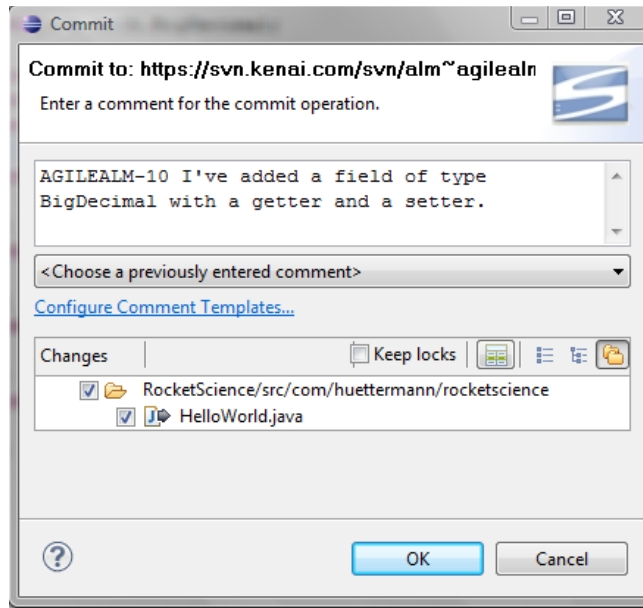 Commit
Commit to: https://svn.kenai.com/svn/alm~agilealm
Enter a comment for the commit operation.
AGILEALM-10 I've added a field of type
BigDecimal with a getter and a setter.
<Choose a previously entered comment>
Configure Comment Templates...
Changes Keep locks
RocketScience/src/com/huettermann/rocketscience
HelloWorld.java
OK Cancel